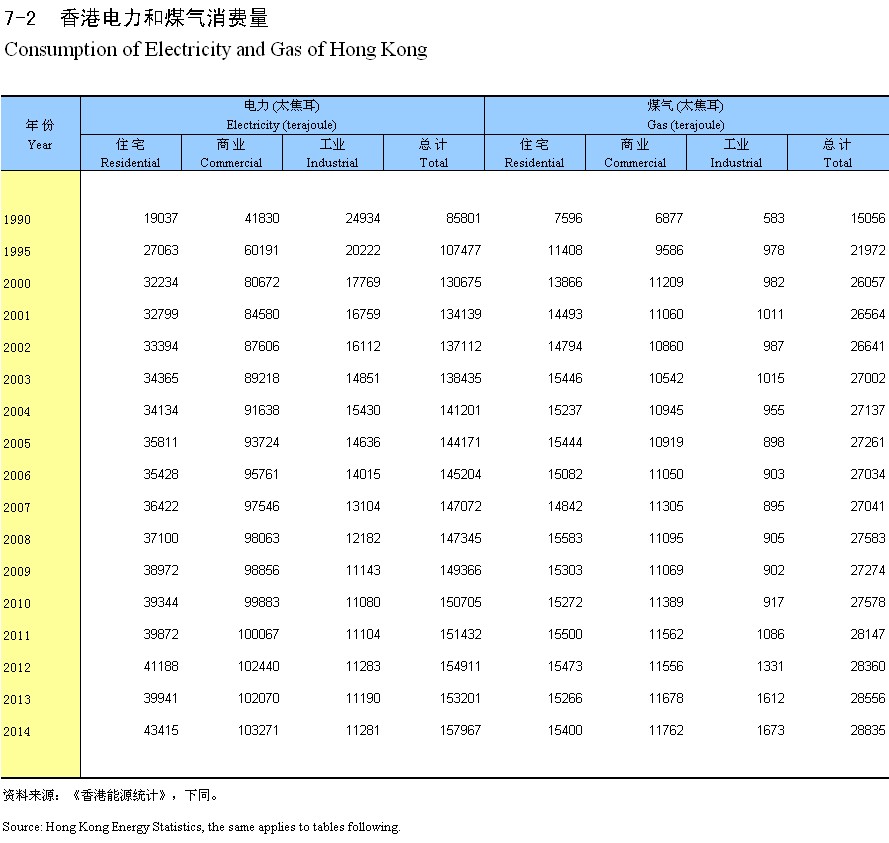 7-2 香港电力和煤气消费量
Consumption of Electricity and Gas of Hong Kong
年 份 电力 (太焦耳) 煤气 (太焦耳)
Year Electricity (terajoule) Gas (terajoule)
住 宅 商 业 工 业 总 计 住 宅 商 业 工 业 总 计
Residential Commercial Industrial Total Residential Commercial Industrial Total
1990 19037 41830 24934 85801 7596 6877 583 15056
1995 27063 60191 20222 107477 11408 9586 978 21972
2000 32234 80672 17769 130675 13866 11209 982 26057
2001 32799 84580 16759 134139 14493 11060 1011 26564
2002 33394 87606 16112 137112 14794 10860 987 26641
2003 34365 89218 14851 138435 15446 10542 1015 27002
2004 34134 91638 15430 141201 15237 10945 955 27137
2005 35811 93724 14636 144171 15444 10919 898 27261
2006 35428 95761 14015 145204 15082 11050 903 27034
2007 36422 97546 13104 147072 14842 11305 895 27041
2008 37100 98063 12182 147345 15583 11095 905 27583
2009 38972 98856 11143 149366 15303 11069 902 27274
2010 39344 99883 11080 150705 15272 11389 917 27578
2011 39872 100067 11104 151432 15500 11562 1086 28147
2012 41188 102440 11283 154911 15473 11556 1331 28360
2013 39941 102070 11190 153201 15266 11678 1612 28556
2014 43415 103271 11281 157967 15400 11762 1673 28835
资料来源：《香港能源统计》，下同。
Source: Hong Kong Energy Statistics, the same applies to tables following.